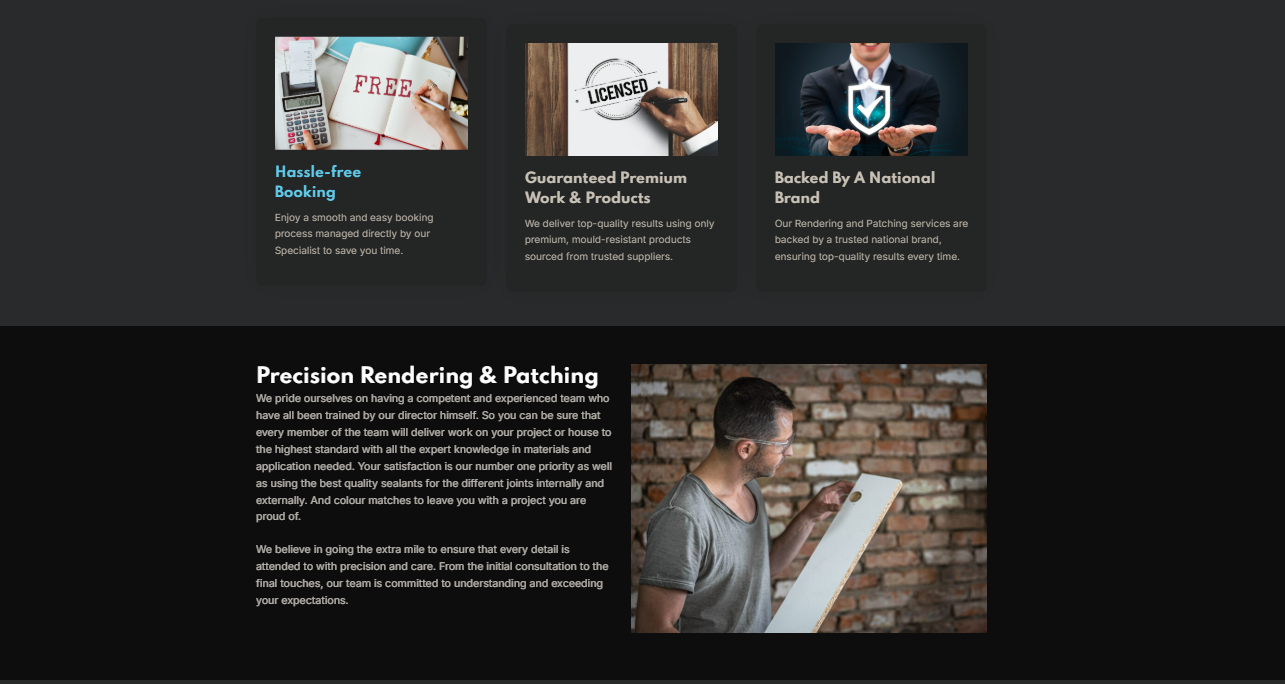 FREE
Hassle-free
Booking
Enjoy a smooth and easy booking
process managed directly by our
Specialist to save you time.
LICENSED
Guaranteed Premium
Work & Products
We deliver top-quality results using only
premium, mould-resistant products
sourced from trusted suppliers.
Backed By A National
Brand
Our Rendering and Patching services are
backed by a trusted national brand,
ensuring top-quality results every time.
Precision Rendering & Patching
We pride ourselves on having a competent and experienced team who
have all been trained by our director himself. So you can be sure that
every member of the team will deliver work on your project or house to
the highest standard with all the expert knowledge in materials and
application needed. Your satisfaction is our number one priority as well
as using the best quality sealants for the different joints internally and
externally. And colour matches to leave you with a project you are
proud of.
We believe in going the extra mile to ensure that every detail is
attended to with precision and care. From the initial consultation to the
final touches, our team is committed to understanding and exceeding
your expectations.